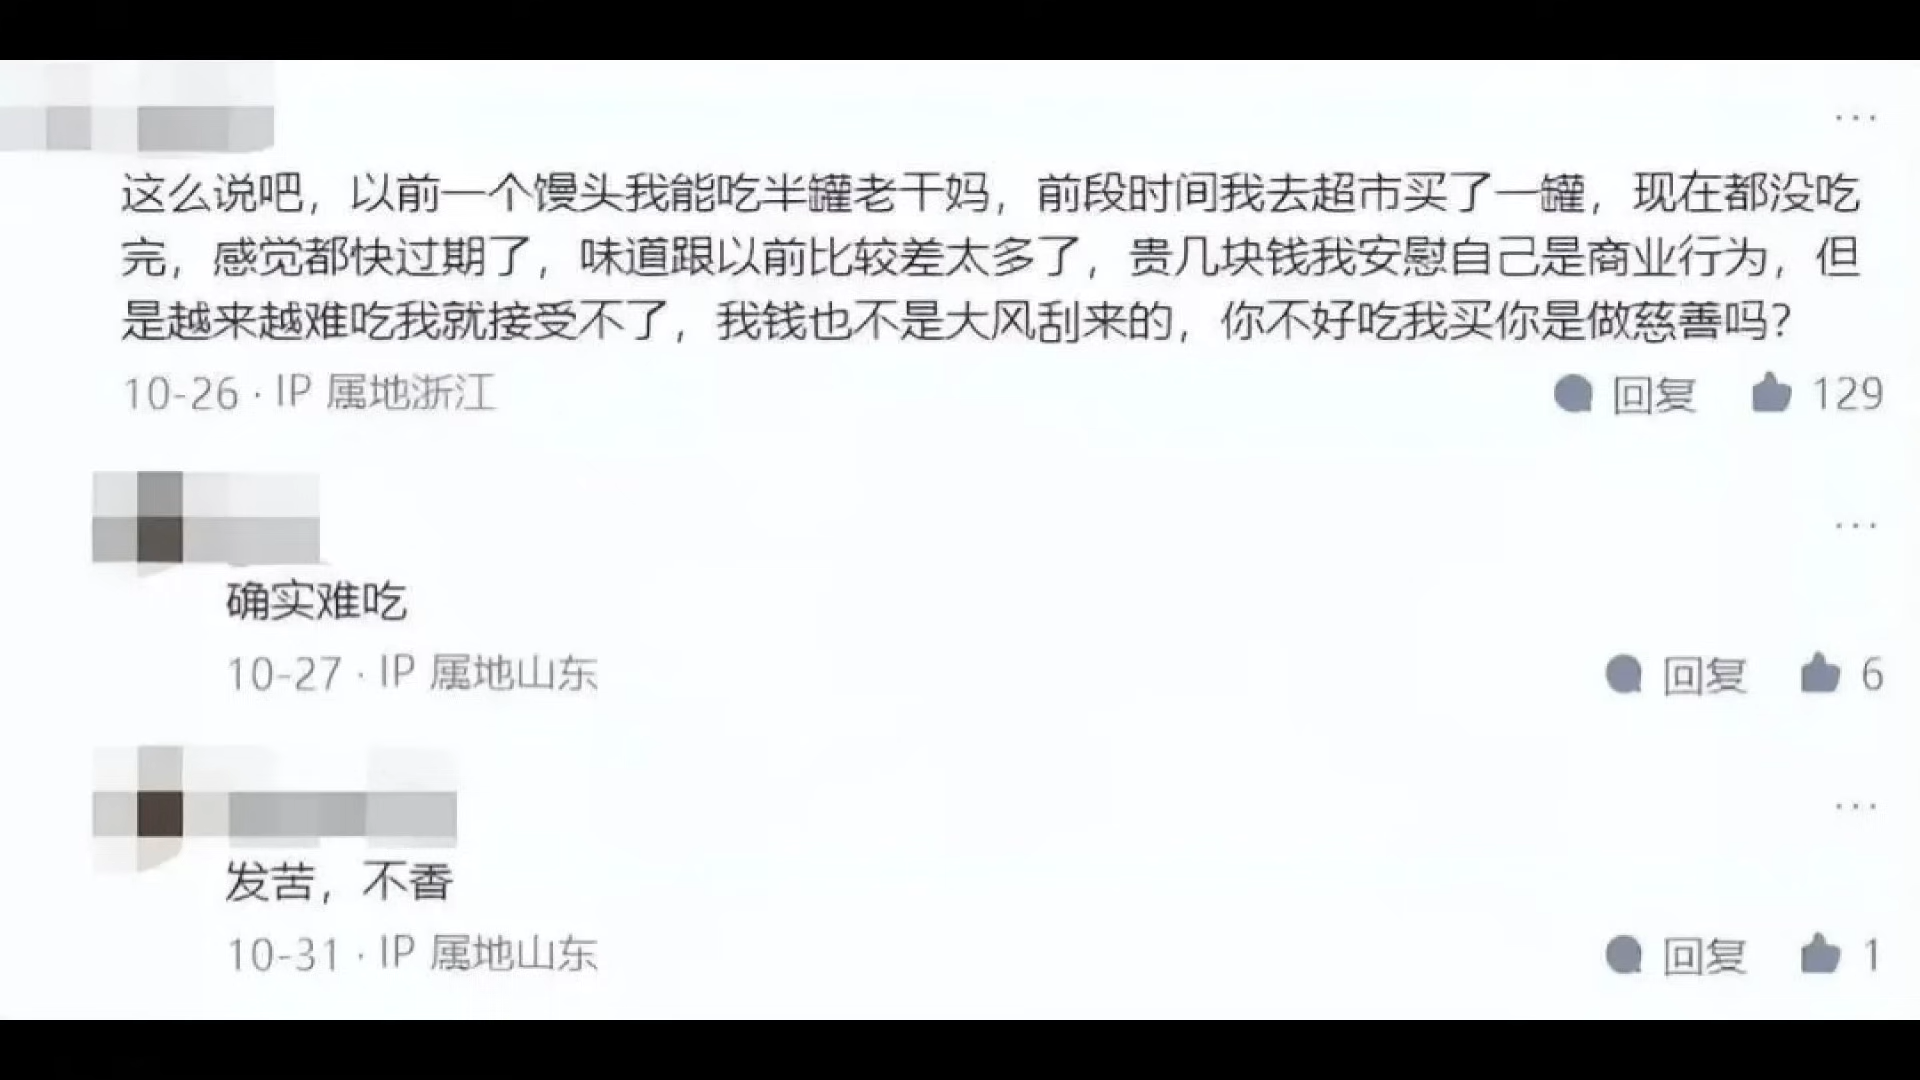 ...
这么说吧，以前一个馒头我能吃半罐老干妈，前段时间我去超市买了一罐，现在都没吃
完，感觉都快过期了，味道跟以前比较差太多了，贵几块钱我安慰自己是商业行为，但
是越来越难吃我就接受不了，我钱也不是大风刮来的，你不好吃我买你是做慈善吗？
10-26 · IP 属地浙江 回复 129
...
确实难吃
10-27 · IP 属地山东 回复 6
...
发苦，不香
10-31 · IP 属地山东 回复 1